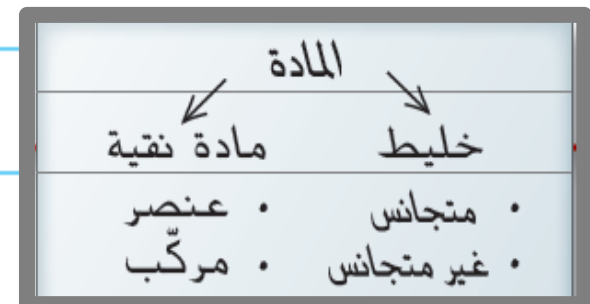 المادة
خليط مادة نقية
• متجانس • عنصر
• غير متجانس • مركّب